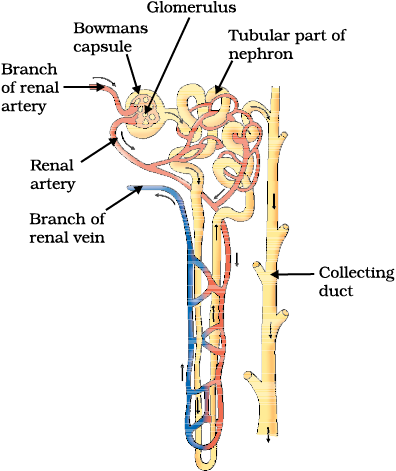 Glomerulus
Bowmans
capsule
Tubular part of
nephron
Branch
of renal
artery
Renal
artery
Branch of
renal vein
Collecting
duct